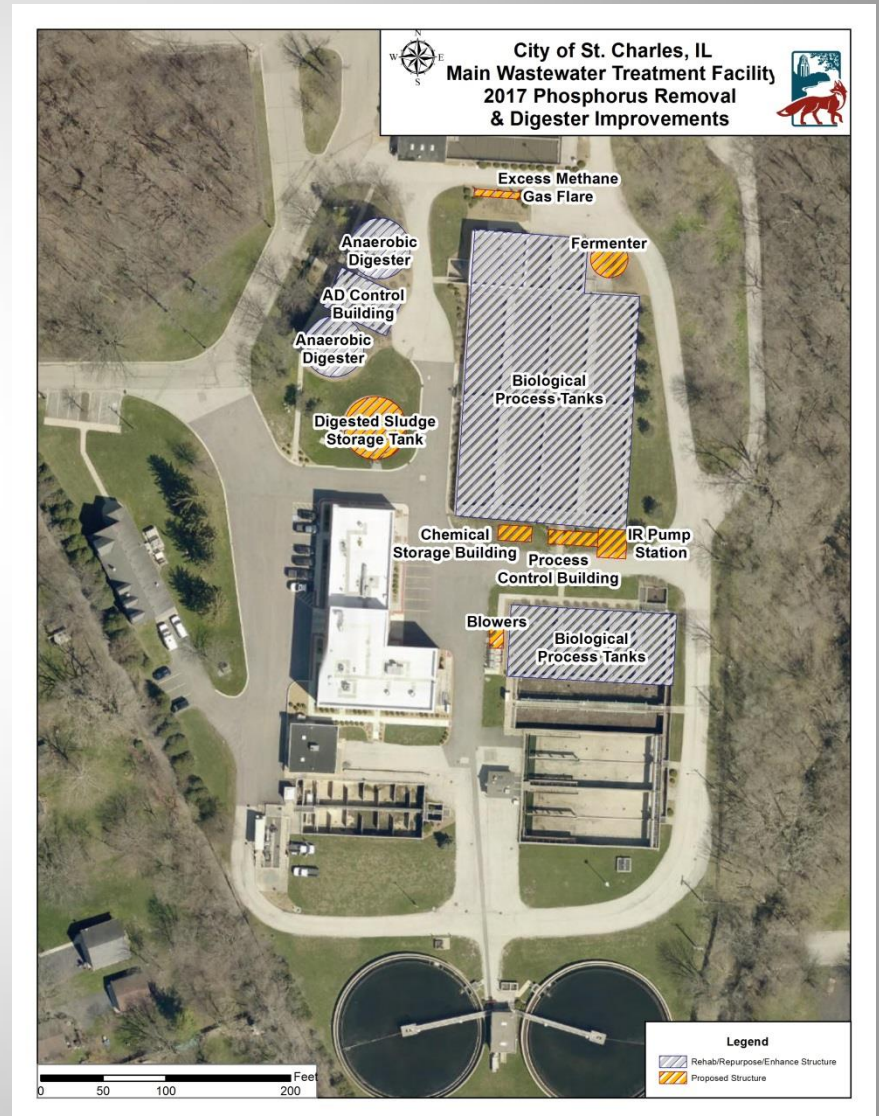 City of St. Charles, IL
Main Wastewater Treatment Facility
2017 Phosphorus Removal
& Digester Improvements
N
W E
S
Excess Methane
Gas Flare
Anaerobic
Digester
Fermenter
AD Control
Building
Anaerobic
Digester
Biological
Process Tanks
Digested Sludge
Storage Tank
Chemical
Storage Building
IR Pump
Station
Process
Control Building
Blowers
Biological
Process Tanks
Legend
Rehab/Repurpose/Enhance Structure
Proposed Structure
Feet
0 50 100 200